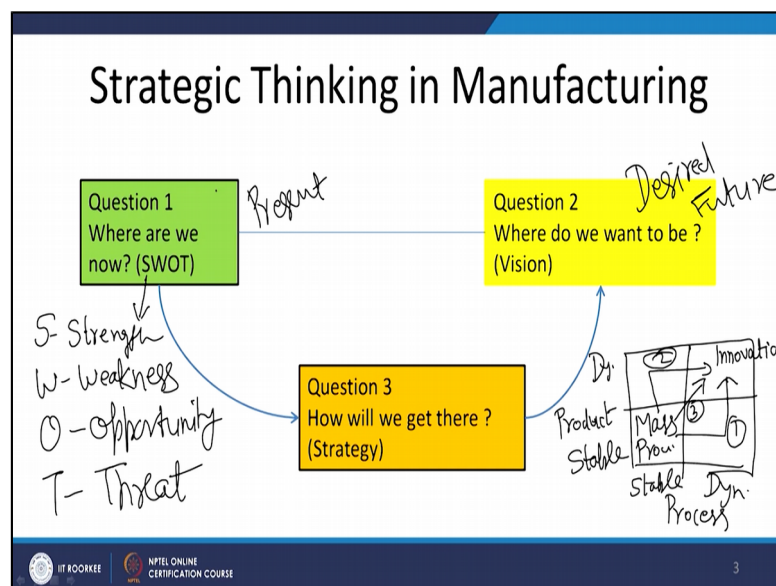 Strategic Thinking in Manufacturing
Question 1
Where are we
now? (SWOT)
Present
Question 2
Where do we want to be ?
(Vision)
Desired
Future
S- Strength
W- Weakness
O- Opportunity
T- Threat
Question 3
How will we get there ?
(Strategy)
Dy.
②
Innovatio
Product
Mass
③
①
Stable
Prou.
Stable
Dyn.
Process
IIT ROORKEE
NPTEL ONLINE
CERTIFICATION COURSE
3